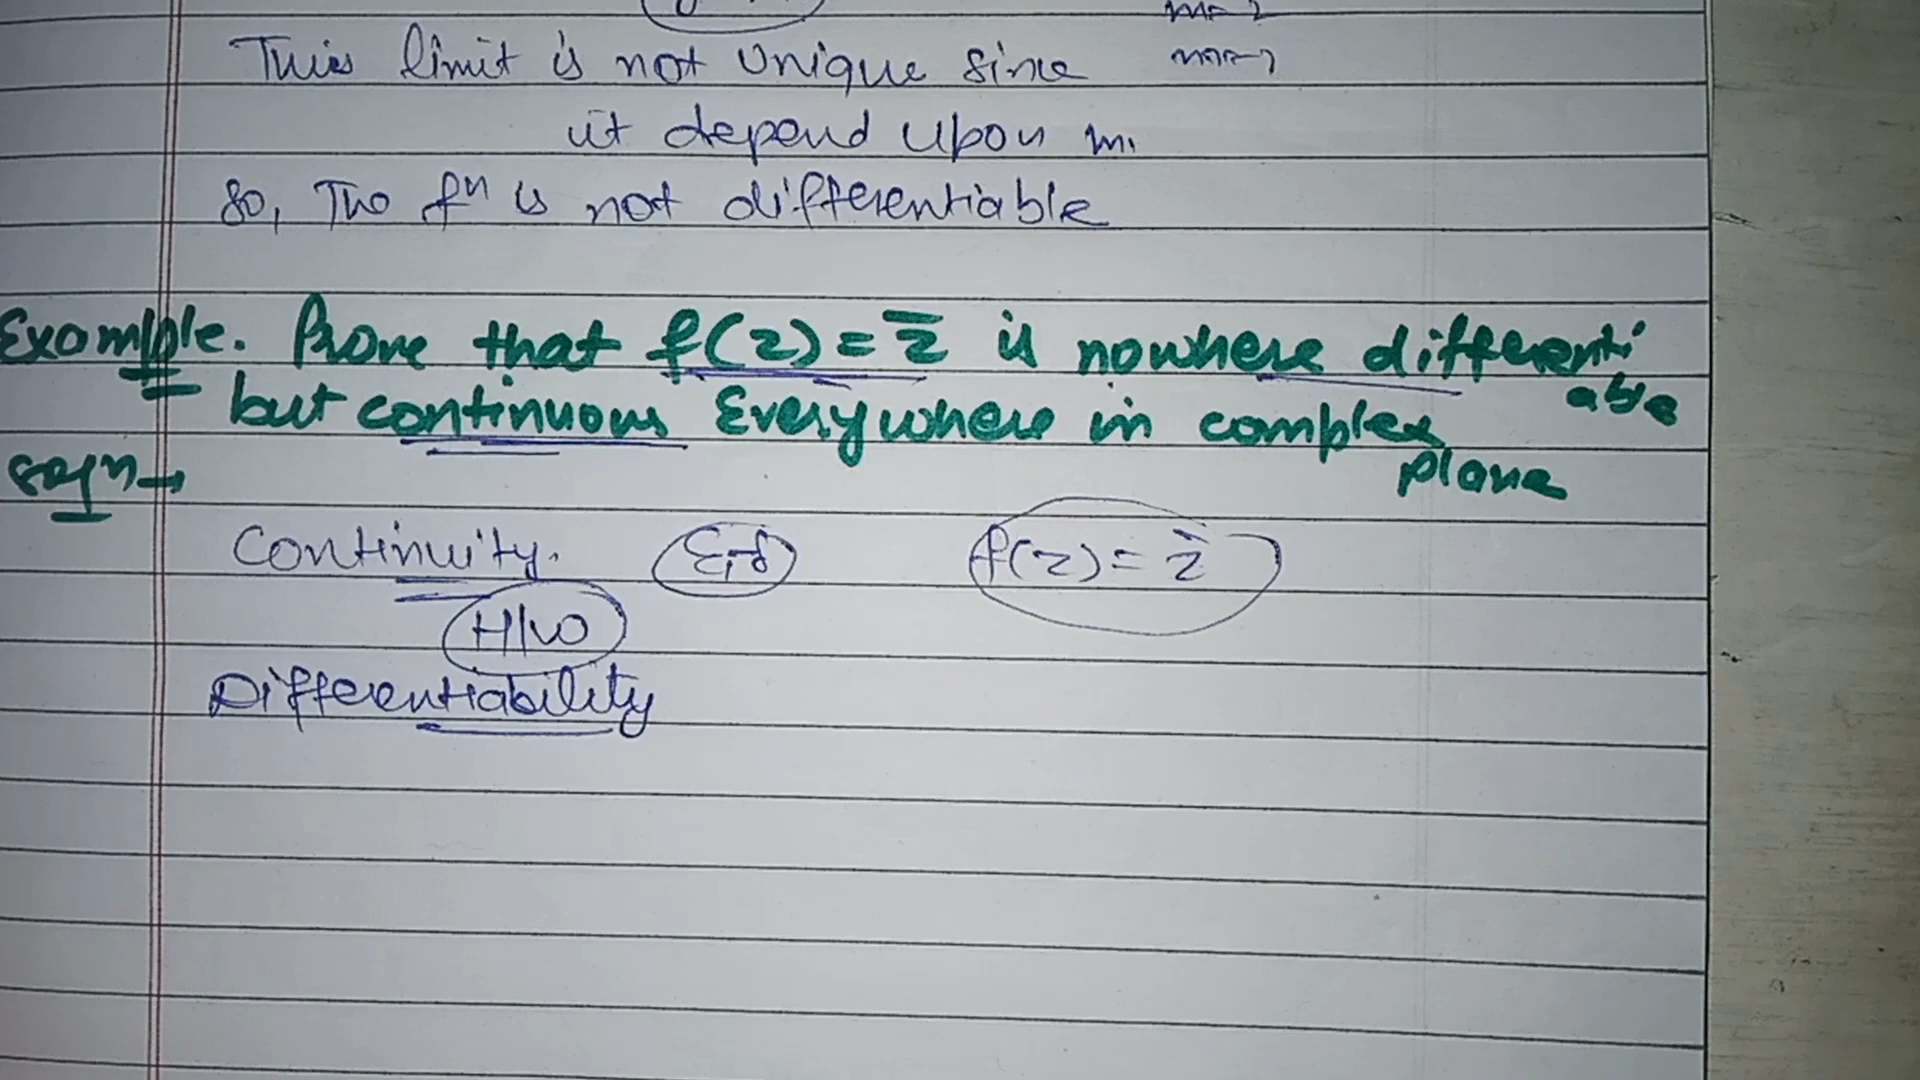 This limit is not Unique Since
it depend Upon m.
So, The fⁿ is not differentiable
Example. Prove that f(z) = z̅ is nowhere differentiable
but continuous Everywhere in complex plane
solⁿ→
Continuity. ε,δ f(z) = z̅
H/W
Differentiability